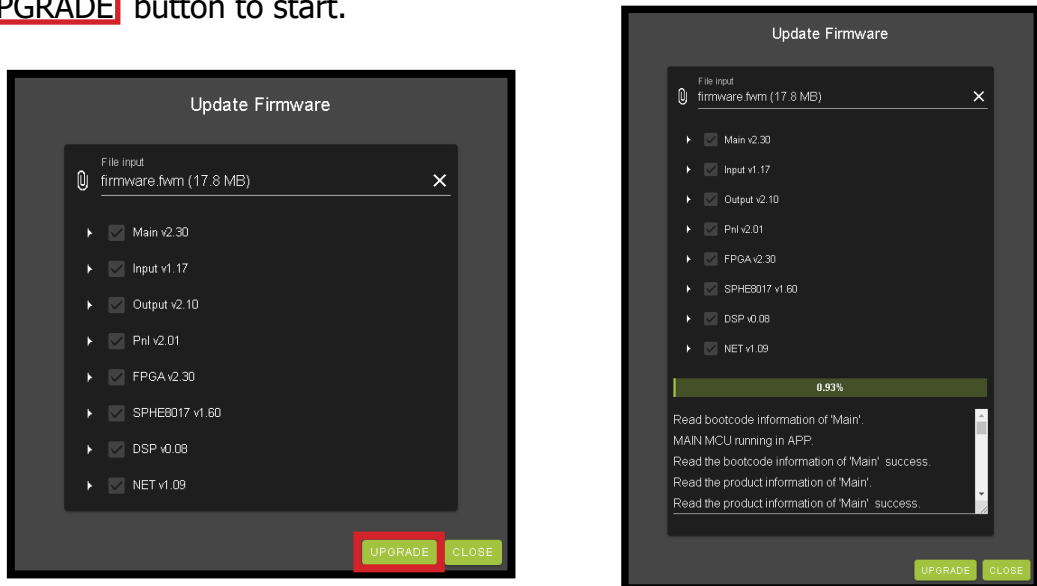 UPGRADE button to start.
Update Firmware
File input
firmware.fwm (17.8 MB)
Main v2.30
Input v1.17
Output v2.10
Pnl v2.01
FPGA v2.30
SPHE8017 v1.60
DSP v0.08
NET v1.09
UPGRADE CLOSE
Update Firmware
File input
firmware.fwm (17.8 MB)
Main v2.30
Input v1.17
Output v2.10
Pnl v2.01
FPGA v2.30
SPHE8017 v1.60
DSP v0.08
NET v1.09
0.93%
Read bootcode information of 'Main'.
MAIN MCU running in APP.
Read the bootcode information of 'Main' success.
Read the product information of 'Main'.
Read the product information of 'Main' success.
UPGRADE CLOSE